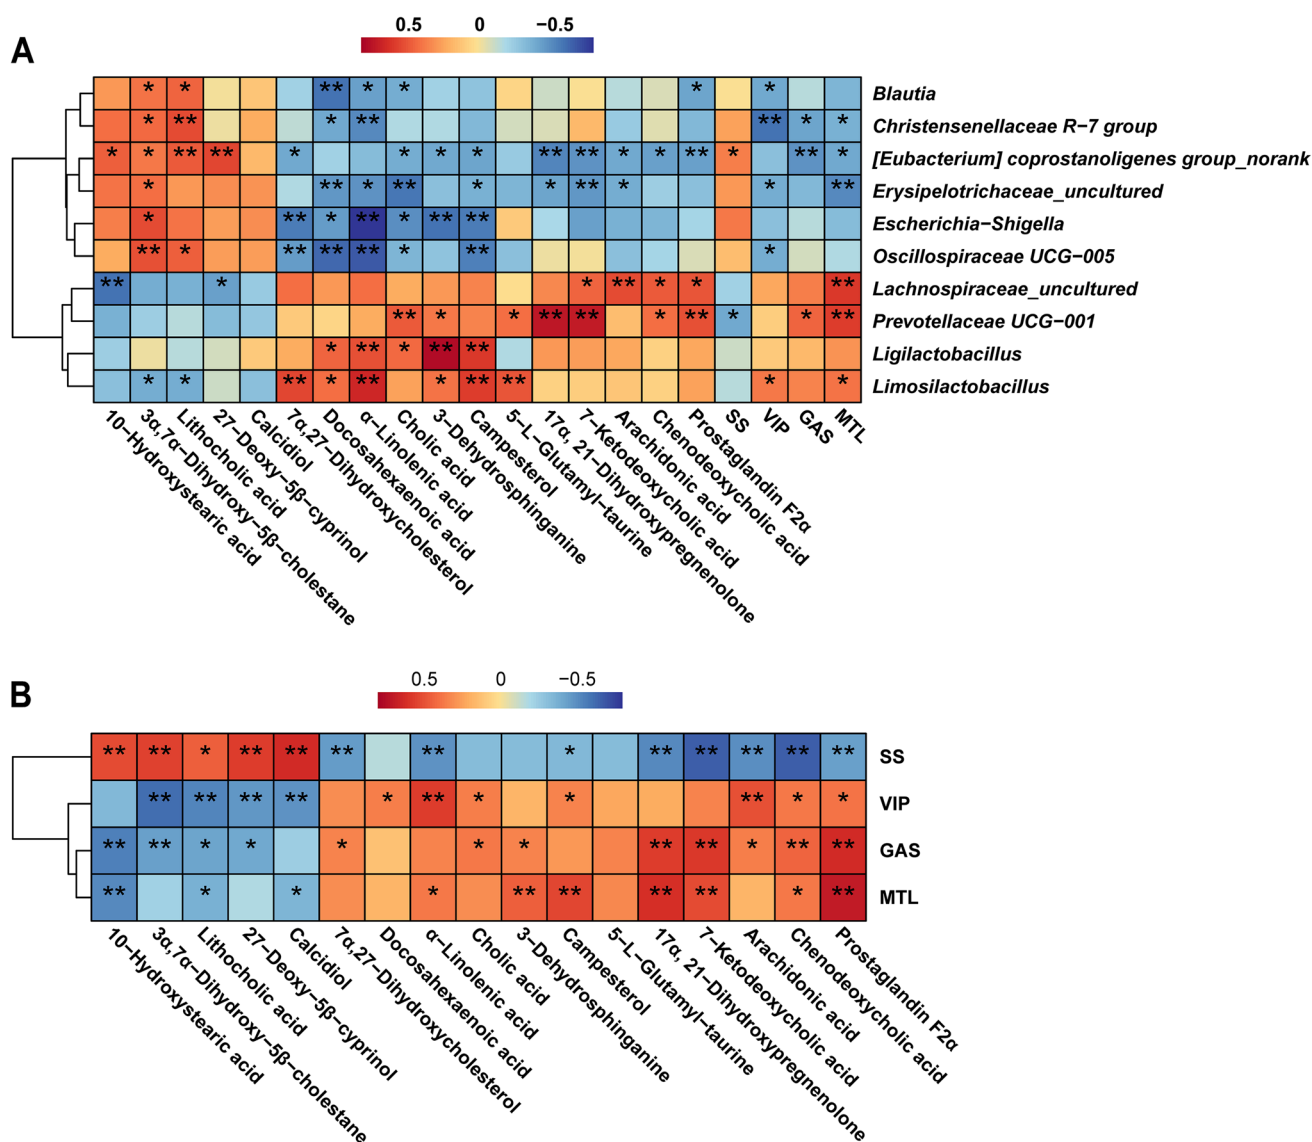 A
0.5 0 −0.5
* * ** * * * *
Blautia
* ** * ** ** * *
Christensenellaceae R−7 group
* * ** ** * * * * ** ** * * ** * ** *
[Eubacterium] coprostanoligenes group_norank
* ** * ** * * ** * * **
Erysipelotrichaceae_uncultured
* ** * ** * ** **
Escherichia−Shigella
** * ** ** ** * ** *
Oscillospiraceae UCG−005
** * * ** * * **
Lachnospiraceae_uncultured
** * * ** ** * ** * * **
Prevotellaceae UCG−001
* ** * ** **
Ligilactobacillus
* * ** * ** * ** ** * *
Limosilactobacillus
10−Hydroxystearic acid
3α,7α−Dihydroxy−5β−cholestane
Lithocholic acid
27−Deoxy−5β−cyprinol
Calcidiol
7α,27−Dihydroxycholesterol
Docosahexaenoic acid
α−Linolenic acid
Cholic acid
3−Dehydrosphinganine
Campesterol
5−L−Glutamyl−taurine
17α, 21−Dihydroxypregnenolone
7−Ketodeoxycholic acid
Arachidonic acid
Chenodeoxycholic acid
Prostaglandin F2α
SS
VIP
GAS
MTL
B
0.5 0 −0.5
** ** * ** ** ** ** * ** ** ** ** **
SS
** ** ** ** * ** * * ** * *
VIP
** ** * * * * * ** ** * ** **
GAS
** * * * ** ** ** ** * **
MTL
10−Hydroxystearic acid
3α,7α−Dihydroxy−5β−cholestane
Lithocholic acid
27−Deoxy−5β−cyprinol
Calcidiol
7α,27−Dihydroxycholesterol
Docosahexaenoic acid
α−Linolenic acid
Cholic acid
3−Dehydrosphinganine
Campesterol
5−L−Glutamyl−taurine
17α, 21−Dihydroxypregnenolone
7−Ketodeoxycholic acid
Arachidonic acid
Chenodeoxycholic acid
Prostaglandin F2α